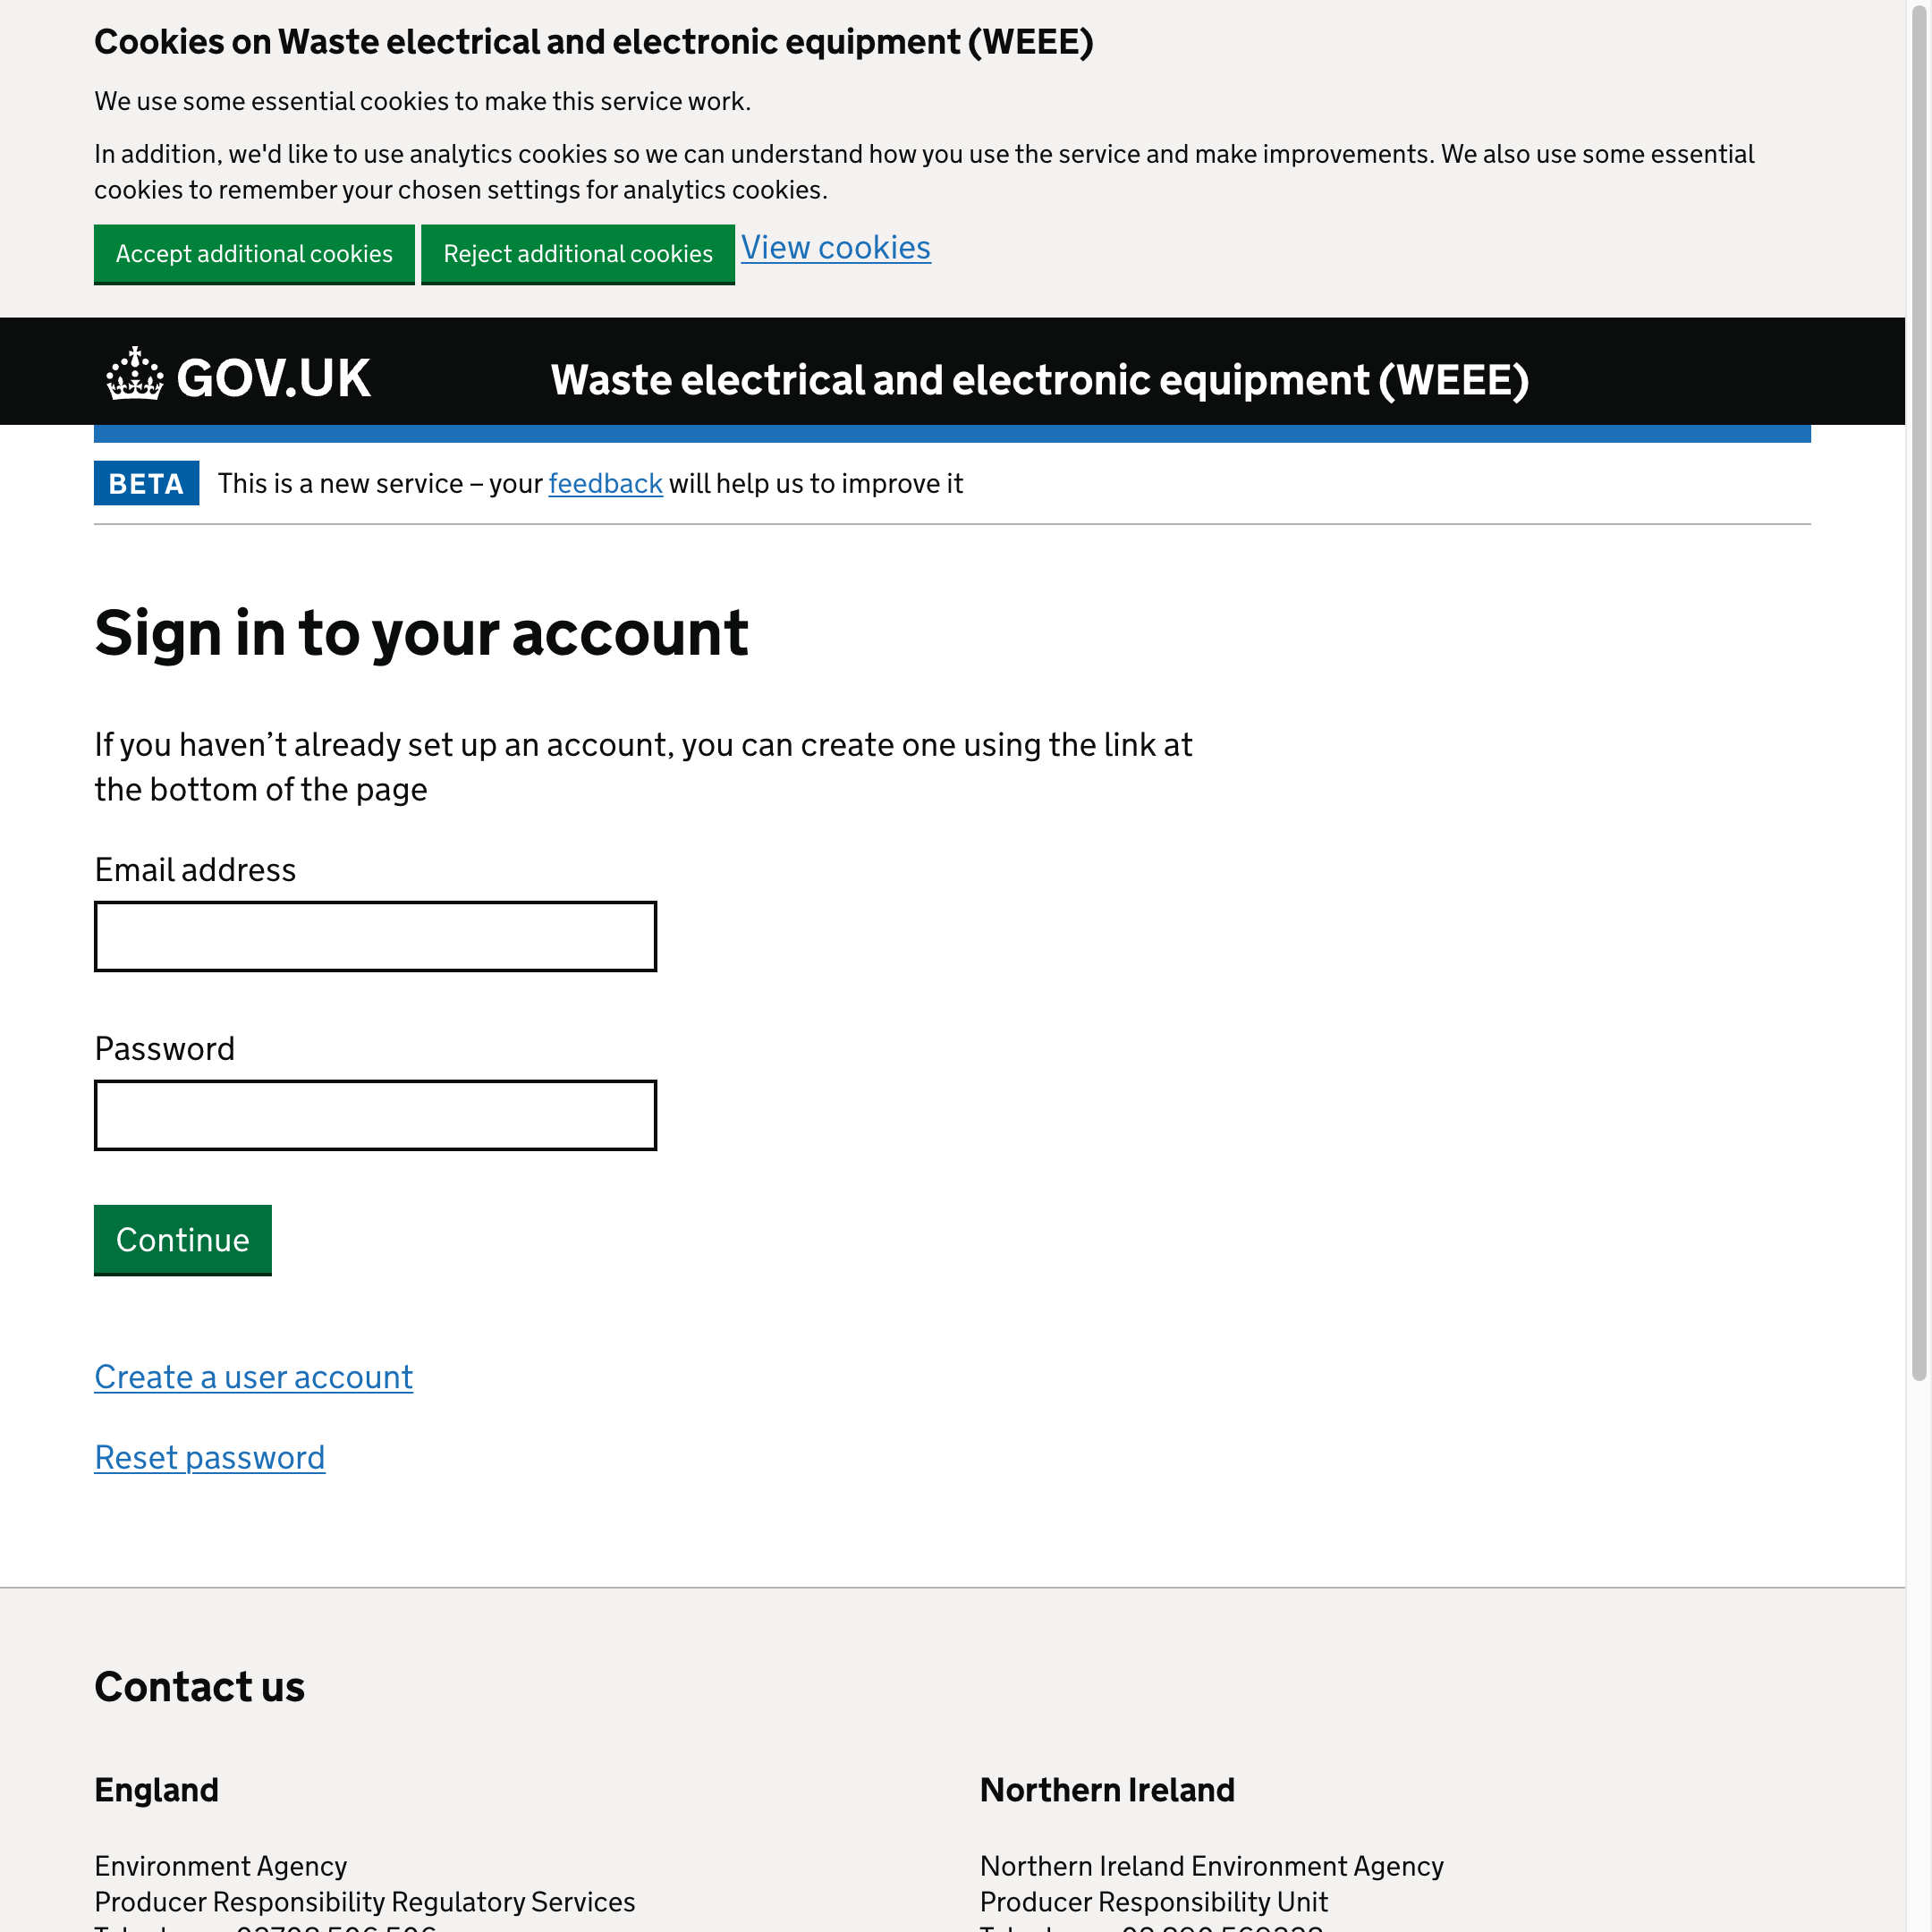 Cookies on Waste electrical and electronic equipment (WEEE)
We use some essential cookies to make this service work.
In addition, we'd like to use analytics cookies so we can understand how you use the service and make improvements. We also use some essential
cookies to remember your chosen settings for analytics cookies.
Accept additional cookies Reject additional cookies View cookies
GOV.UK Waste electrical and electronic equipment (WEEE)
BETA This is a new service – your feedback will help us to improve it
Sign in to your account
If you haven’t already set up an account, you can create one using the link at
the bottom of the page
Email address
Password
Continue
Create a user account
Reset password
Contact us
England
Environment Agency
Producer Responsibility Regulatory Services
Northern Ireland
Northern Ireland Environment Agency
Producer Responsibility Unit